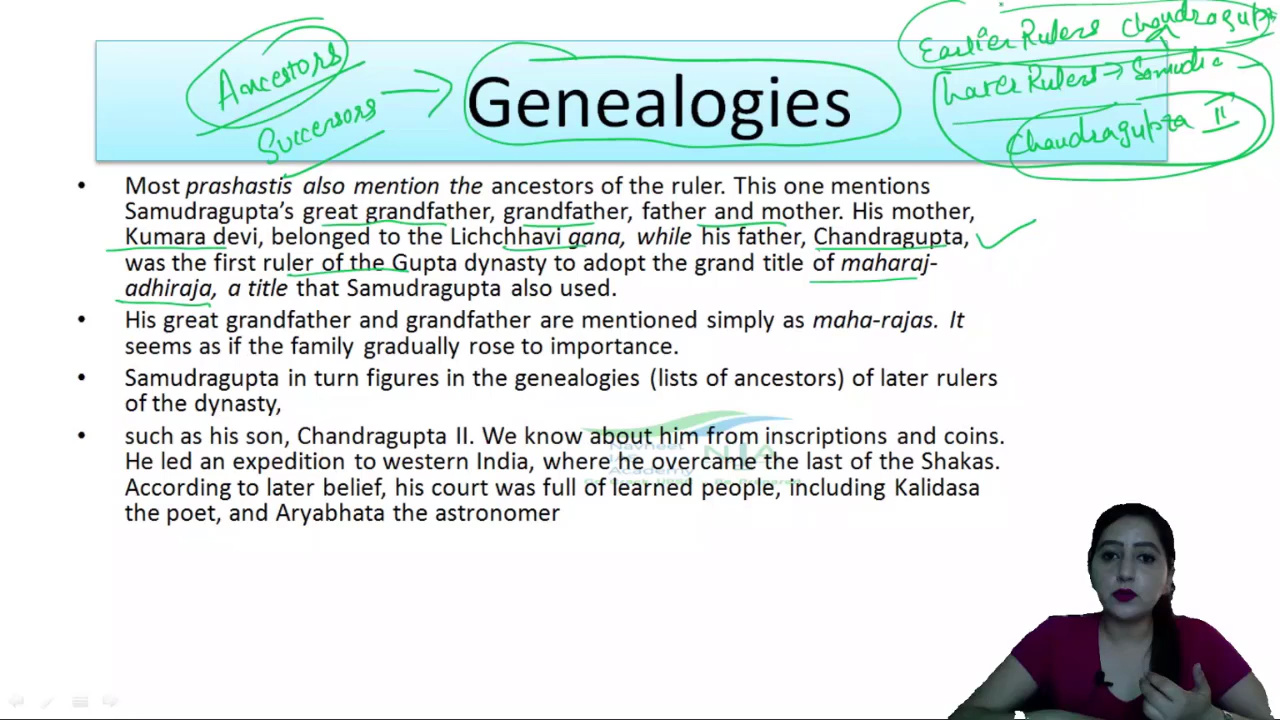 Earlier Rulers Chandragupta
Ancestors
Successors
Genealogies
Later Rulers → Samudra
Chandragupta II
• Most prashastis also mention the ancestors of the ruler. This one mentions
Samudragupta’s great grandfather, grandfather, father and mother. His mother,
Kumara devi, belonged to the Lichchhavi gana, while his father, Chandragupta,
was the first ruler of the Gupta dynasty to adopt the grand title of maharaj-
adhiraja, a title that Samudragupta also used.
• His great grandfather and grandfather are mentioned simply as maha-rajas. It
seems as if the family gradually rose to importance.
• Samudragupta in turn figures in the genealogies (lists of ancestors) of later rulers
of the dynasty,
• such as his son, Chandragupta II. We know about him from inscriptions and coins.
He led an expedition to western India, where he overcame the last of the Shakas.
According to later belief, his court was full of learned people, including Kalidasa
the poet, and Aryabhata the astronomer
Navneet
Academy